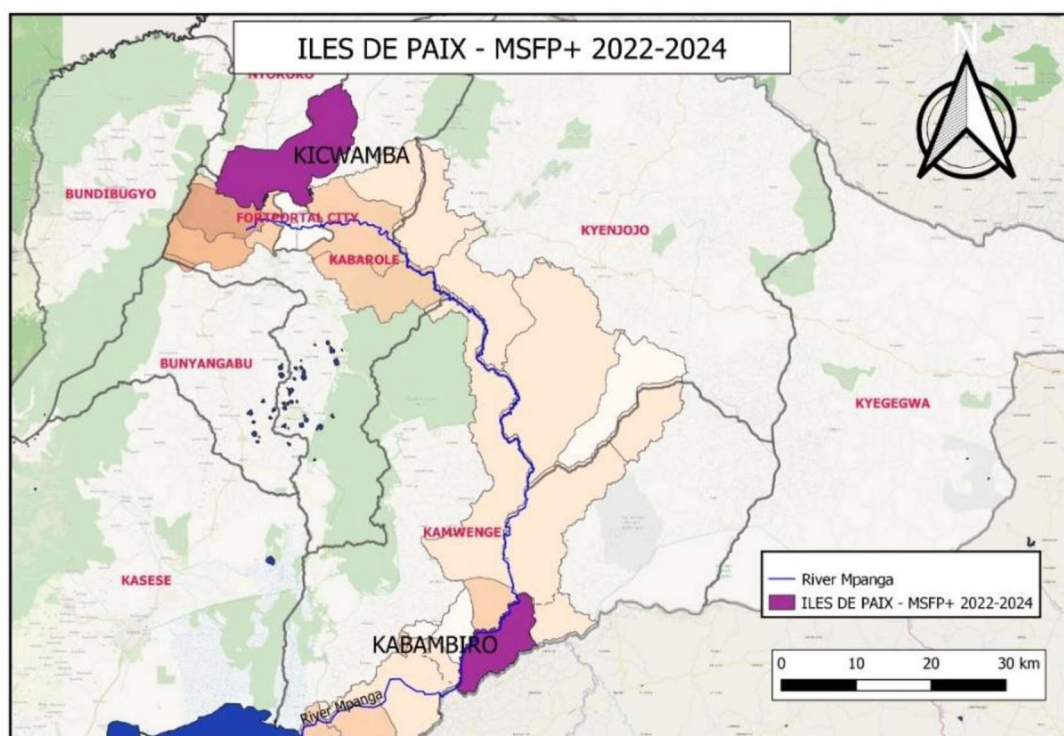 ILES DE PAIX - MSFP+ 2022-2024
N
KICWAMBA
BUNDIBUGYO
FORTPORTAL CITY
KYENJOJO
KABAROLE
BUNYANGABU
KYEGEGWA
KAMWENGE
KASESE
River Mpanga
ILES DE PAIX - MSFP+ 2022-2024
KABAMBIRO
0 10 20 30 km
River Mpanga